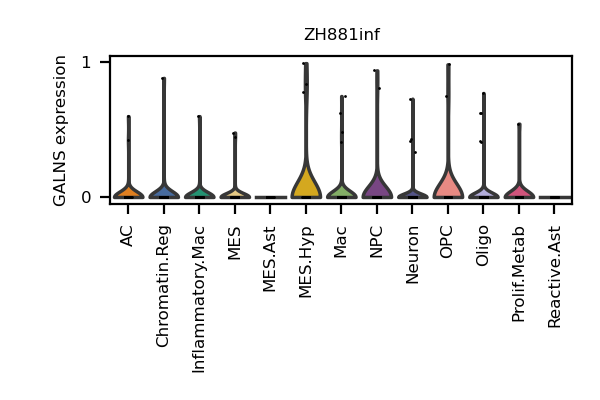 ZH881inf
GALNS expression
1
0
AC
Chromatin.Reg
Inflammatory.Mac
MES
MES.Ast
MES.Hyp
Mac
NPC
Neuron
OPC
Oligo
Prolif.Metab
Reactive.Ast